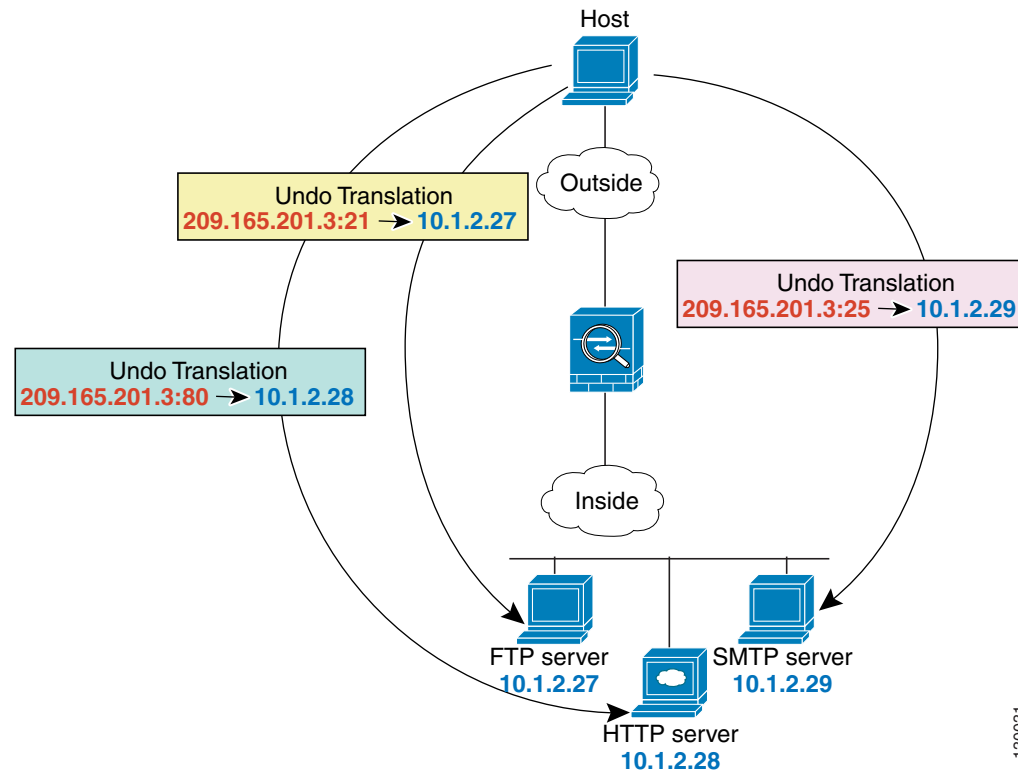 Host
Outside
Undo Translation
209.165.201.3:21 → 10.1.2.27
Undo Translation
209.165.201.3:25 → 10.1.2.29
Undo Translation
209.165.201.3:80 → 10.1.2.28
Inside
FTP server
10.1.2.27
SMTP server
10.1.2.29
HTTP server
10.1.2.28